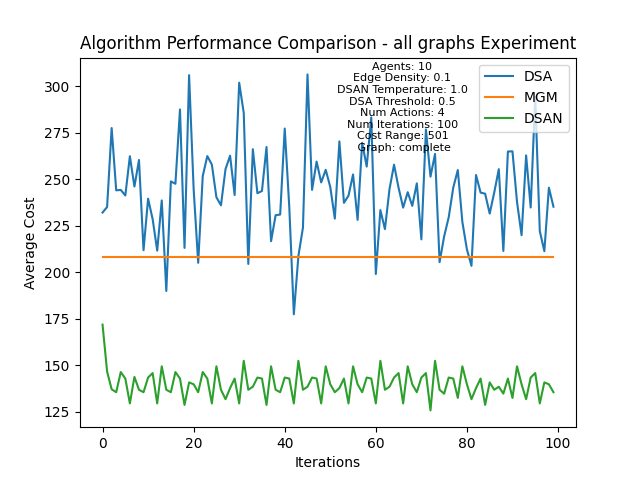 Algorithm Performance Comparison - all graphs Experiment
Agents: 10
Edge Density: 0.1
DSAN Temperature: 1.0
DSA Threshold: 0.5
Num Actions: 4
Num Iterations: 100
Cost Range: 501
Graph: complete
DSA
MGM
DSAN
Average Cost
300
275
250
225
200
175
150
125
0
20
40
60
80
100
Iterations